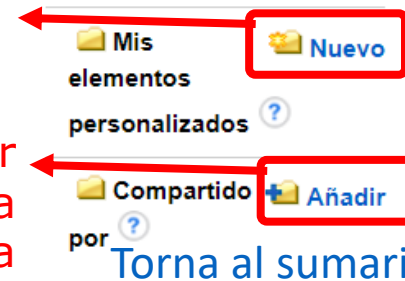 Mis Nuevo
elementos
personalizados ?
r
Compartido Añadir
a
por ?
a
Torna al sumari